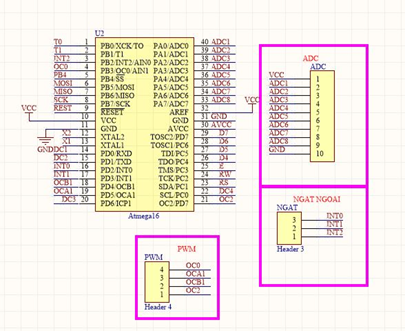 U2
T0 1 PB0/XCK/TO PA0/ADC0 40 ADC1
T1 2 PB1/T1 PA1/ADC1 39 ADC2
INT2 3 PB2/INT2/AIN0 PA2/ADC2 38 ADC3
OC0 4 PB3/OC0/AIN1 PA3/ADC3 37 ADC4
PB4 5 PB4/SS PA4/ADC4 36 ADC5
MOSI 6 PB5/MOSI PA5/ADC5 35 ADC6
MISO 7 PB6/MISO PA6/ADC6 34 ADC7
SCK 8 PB7/SCK PA7/ADC7 33 ADC8
REST 9 RESET AREF 32 VCC
VCC 10 VCC GND 31 GND
11 GND AVCC 30 AVCC
X2 12 XTAL2 TOSC2/PD7 29 D7
X1 13 XTAL1 TOSC1/PC6 28 D6
GNDDC1 14 PD0/RXD TDI/PC5 27 D5
DC2 15 PD1/TXD TDO/PC4 26 D4
INT0 16 PD2/INT0 TMS/PC3 25 E
INT1 17 PD3/INT1 TCK/PC2 24 RW
OCB1 18 PD4/OCB1 SDA/PC1 23 RS
OCA1 19 PD5/OCA1 SCL/PC0 22 DC4
DC3 20 PD6/ICP1 OC2/PD7 21 OC2
Atmega16
ADC
ADC
VCC 1
ADC1 2
ADC2 3
ADC3 4
ADC4 5
ADC5 6
ADC6 7
ADC7 8
ADC8 9
GND 10
NGAT NGOAI
NGAT
3 INT0
2 INT1
1 INT2
Header 3
PWM
PWM
4 OC0
3 OCA1
2 OCB1
1 OC2
Header 4